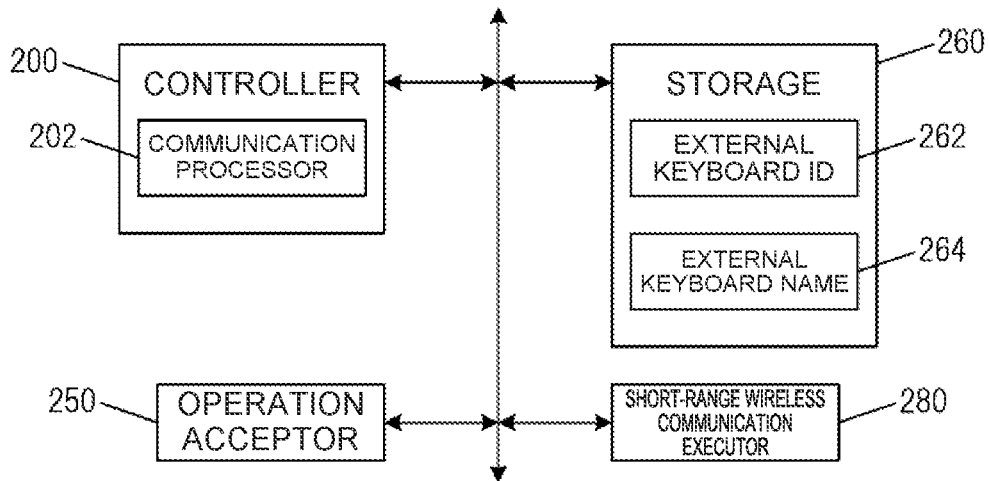 200
CONTROLLER
202
COMMUNICATION
PROCESSOR
260
STORAGE
EXTERNAL
KEYBOARD ID
262
EXTERNAL
KEYBOARD NAME
264
250
OPERATION
ACCEPTOR
SHORT-RANGE WIRELESS
COMMUNICATION
EXECUTOR
280